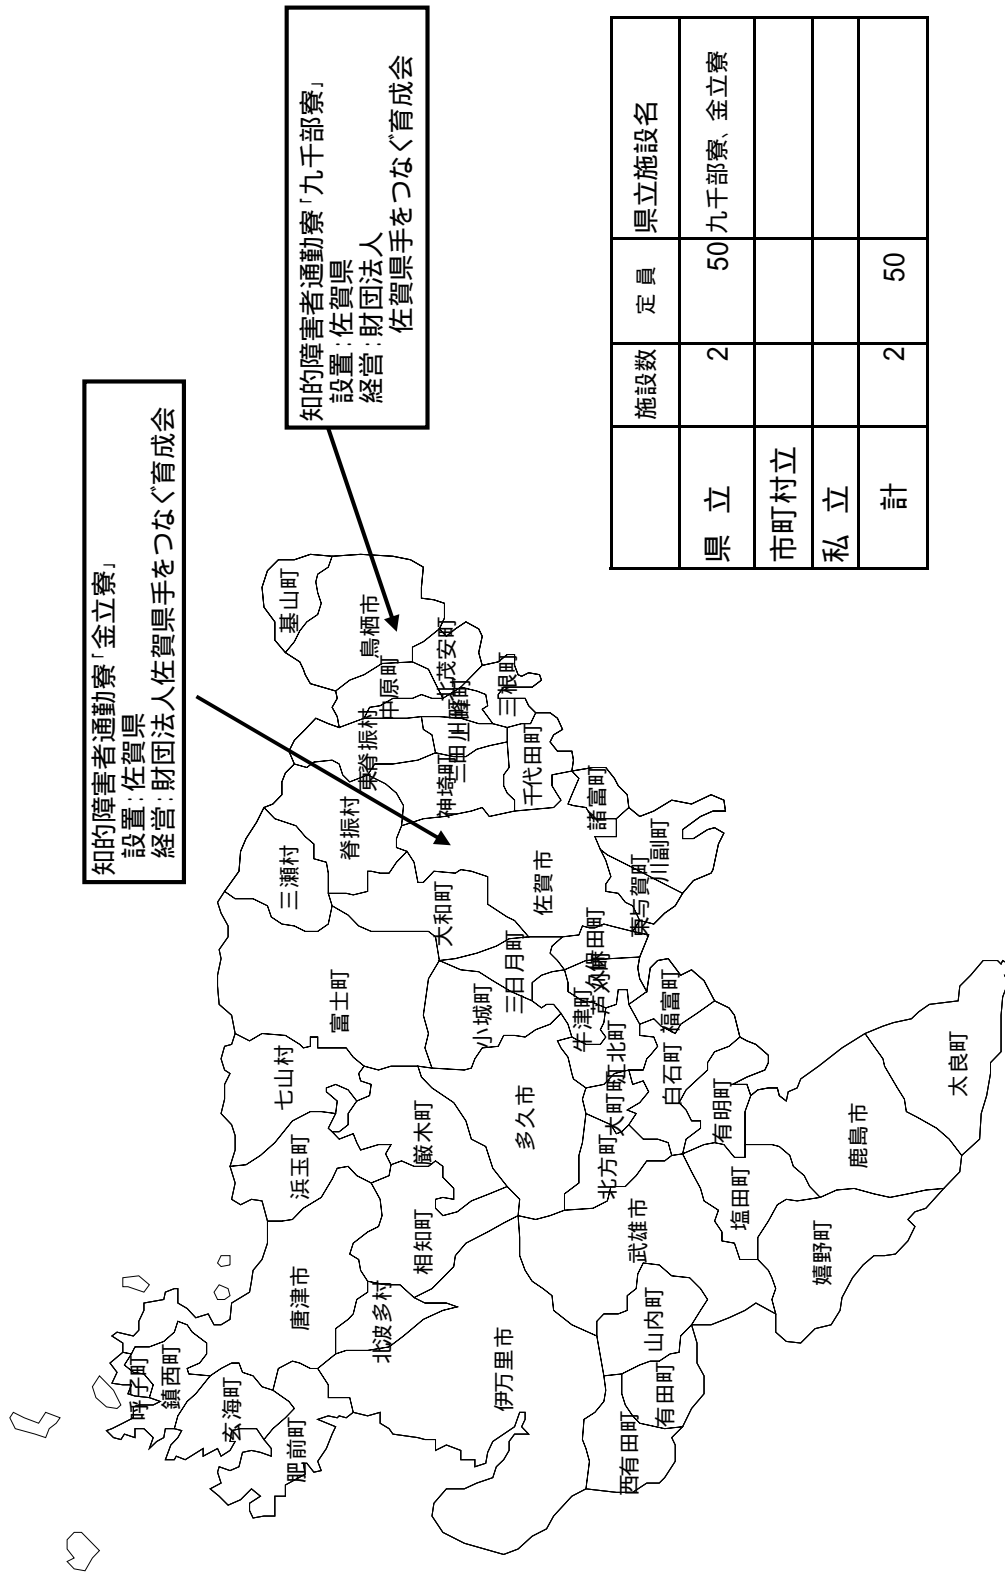 知的障害者通勤寮「金立寮」
設置：佐賀県
経営：財団法人佐賀県手をつなぐ育成会
知的障害者通勤寮「九千部寮」
設置：佐賀県
経営：財団法人
佐賀県手をつなぐ育成会
呼子町
鎮西町
玄海町
肥前町
唐津市
浜玉町
七山村
富士町
三瀬村
脊振村
東脊振村
基山町
鳥栖市
中原町
北茂安町
上峰町
三田川町
三根町
神埼町
千代田町
諸富町
川副町
東与賀町
佐賀市
大和町
三日月町
小城町
久保田町
芦刈町
牛津町
江北町
福富町
白石町
大町町
有明町
北方町
多久市
厳木町
相知町
北波多村
伊万里市
武雄市
塩田町
鹿島市
太良町
嬉野町
山内町
有田町
西有田町
施設数 定員 県立施設名
県立 2 50 九千部寮、金立寮
市町村立
私立
計 2 50